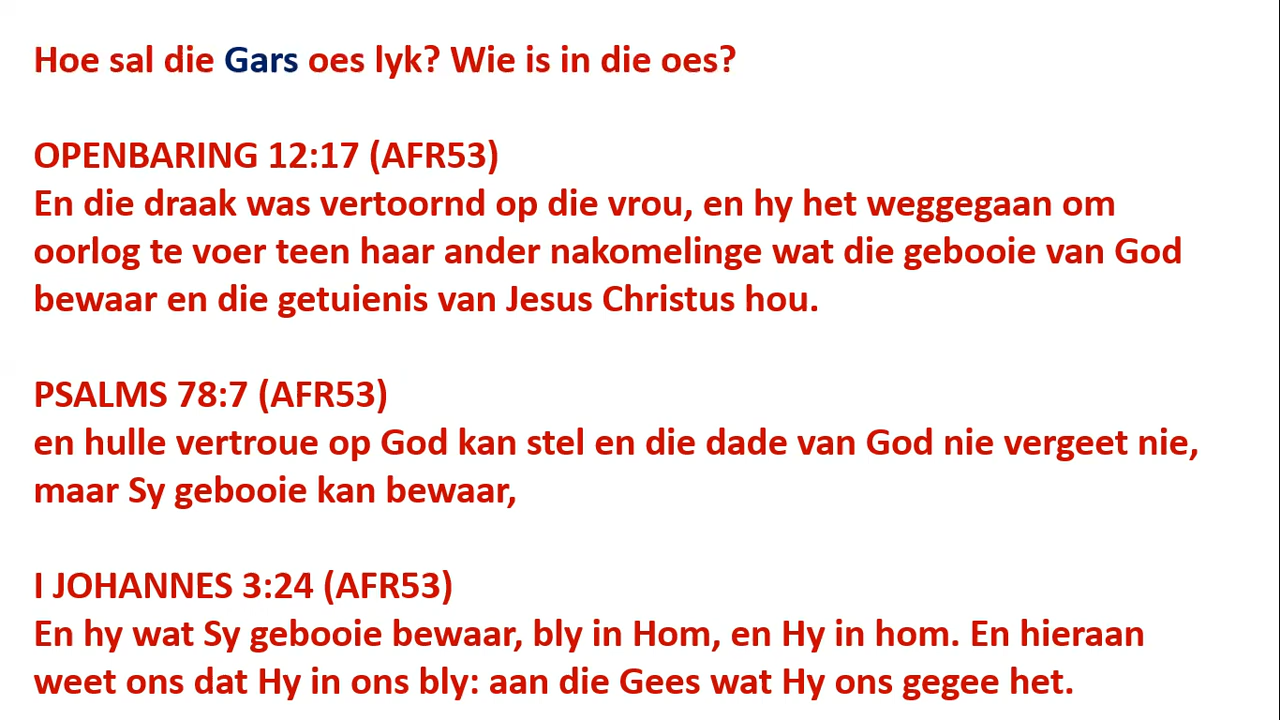 Hoe sal die Gars oes lyk? Wie is in die oes?
OPENBARING 12:17 (AFR53)
En die draak was vertoornd op die vrou, en hy het weggegaan om
oorlog te voer teen haar ander nakomelinge wat die gebooie van God
bewaar en die getuienis van Jesus Christus hou.
PSALMS 78:7 (AFR53)
en hulle vertroue op God kan stel en die dade van God nie vergeet nie,
maar Sy gebooie kan bewaar,
I JOHANNES 3:24 (AFR53)
En hy wat Sy gebooie bewaar, bly in Hom, en Hy in hom. En hieraan
weet ons dat Hy in ons bly: aan die Gees wat Hy ons gegee het.